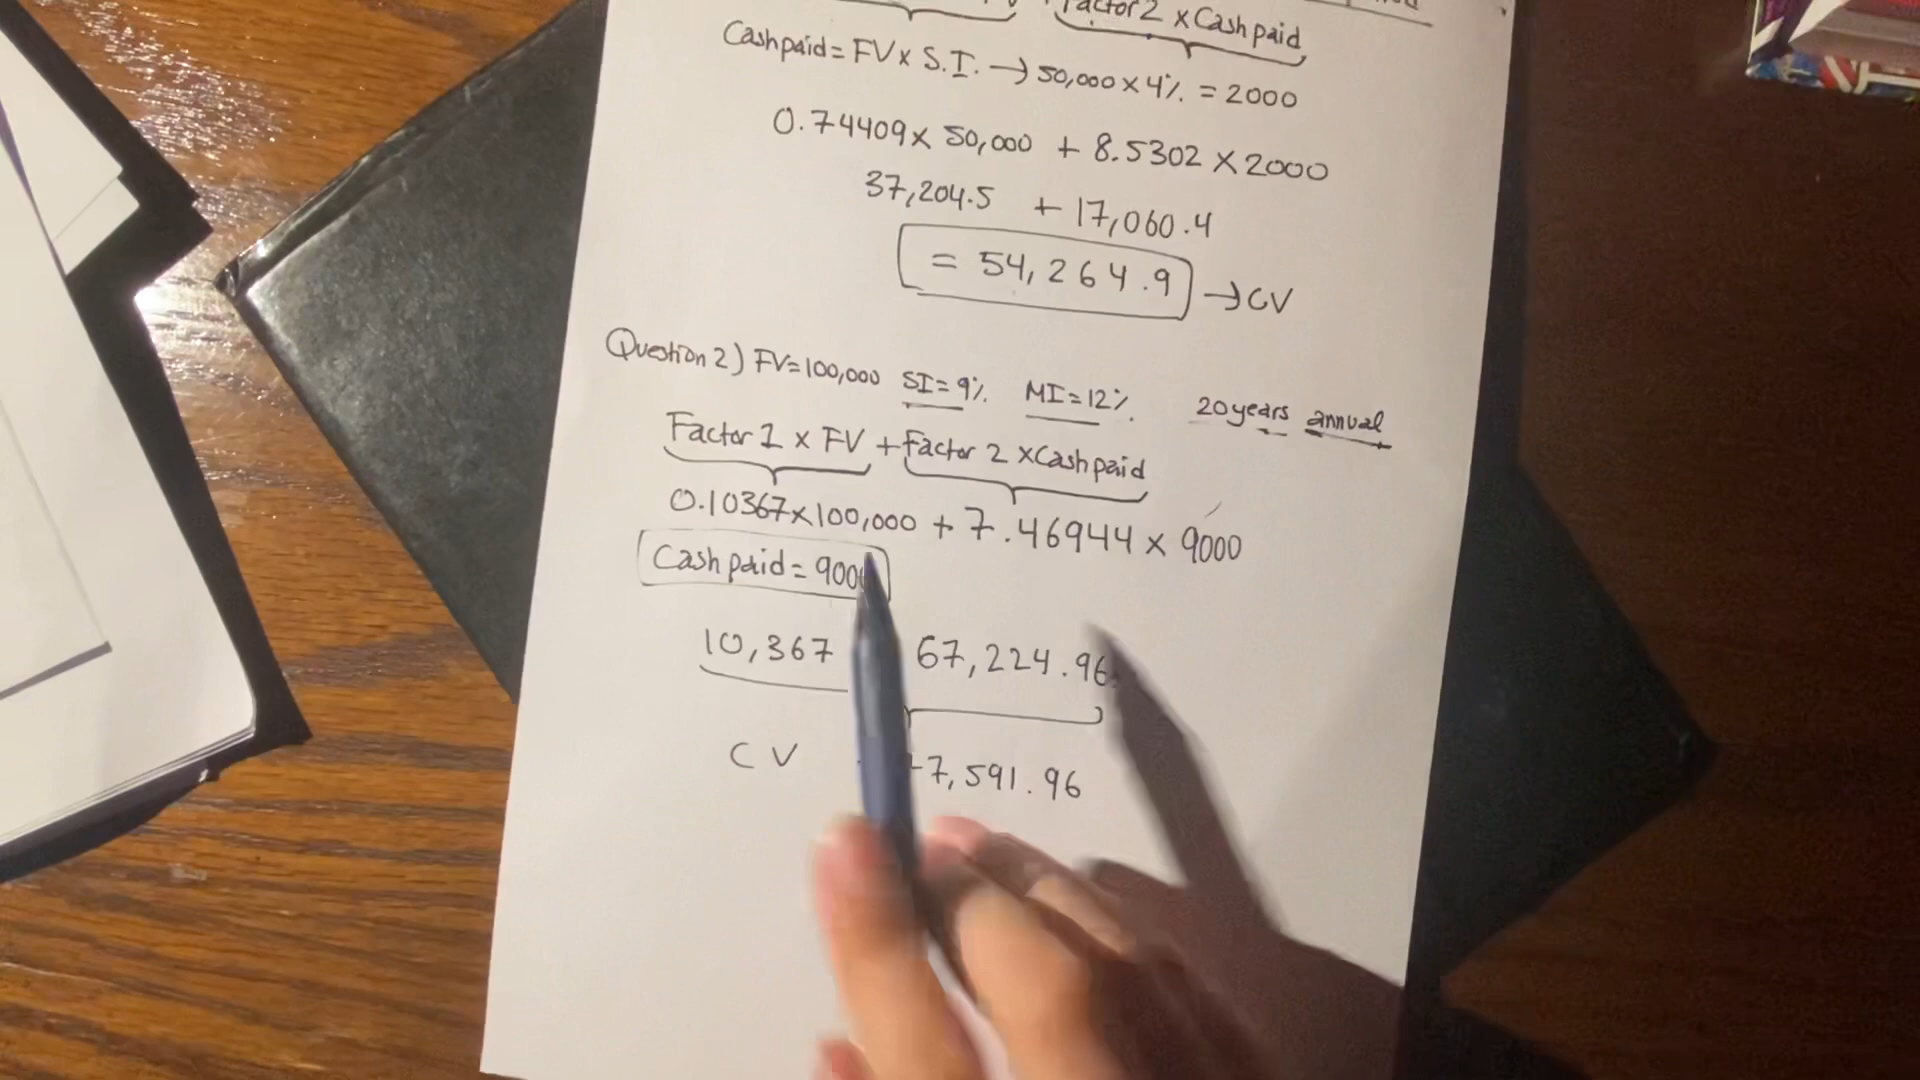 Factor 2 x Cash paid
Cash paid = FV x S.I. → 50,000 x 4% = 2000
0.74409 x 50,000 + 8.5302 x 2000
37,204.5 + 17,060.4
= 54,264.9 → CV
Question 2) FV=100,000 SI=9% MI=12% 20 years annual
Factor 1 x FV + Factor 2 x Cash paid
0.10367 x 100,000 + 7.46944 x 9000
Cash paid = 900
10,367 67,224.96
CV 7,591.96